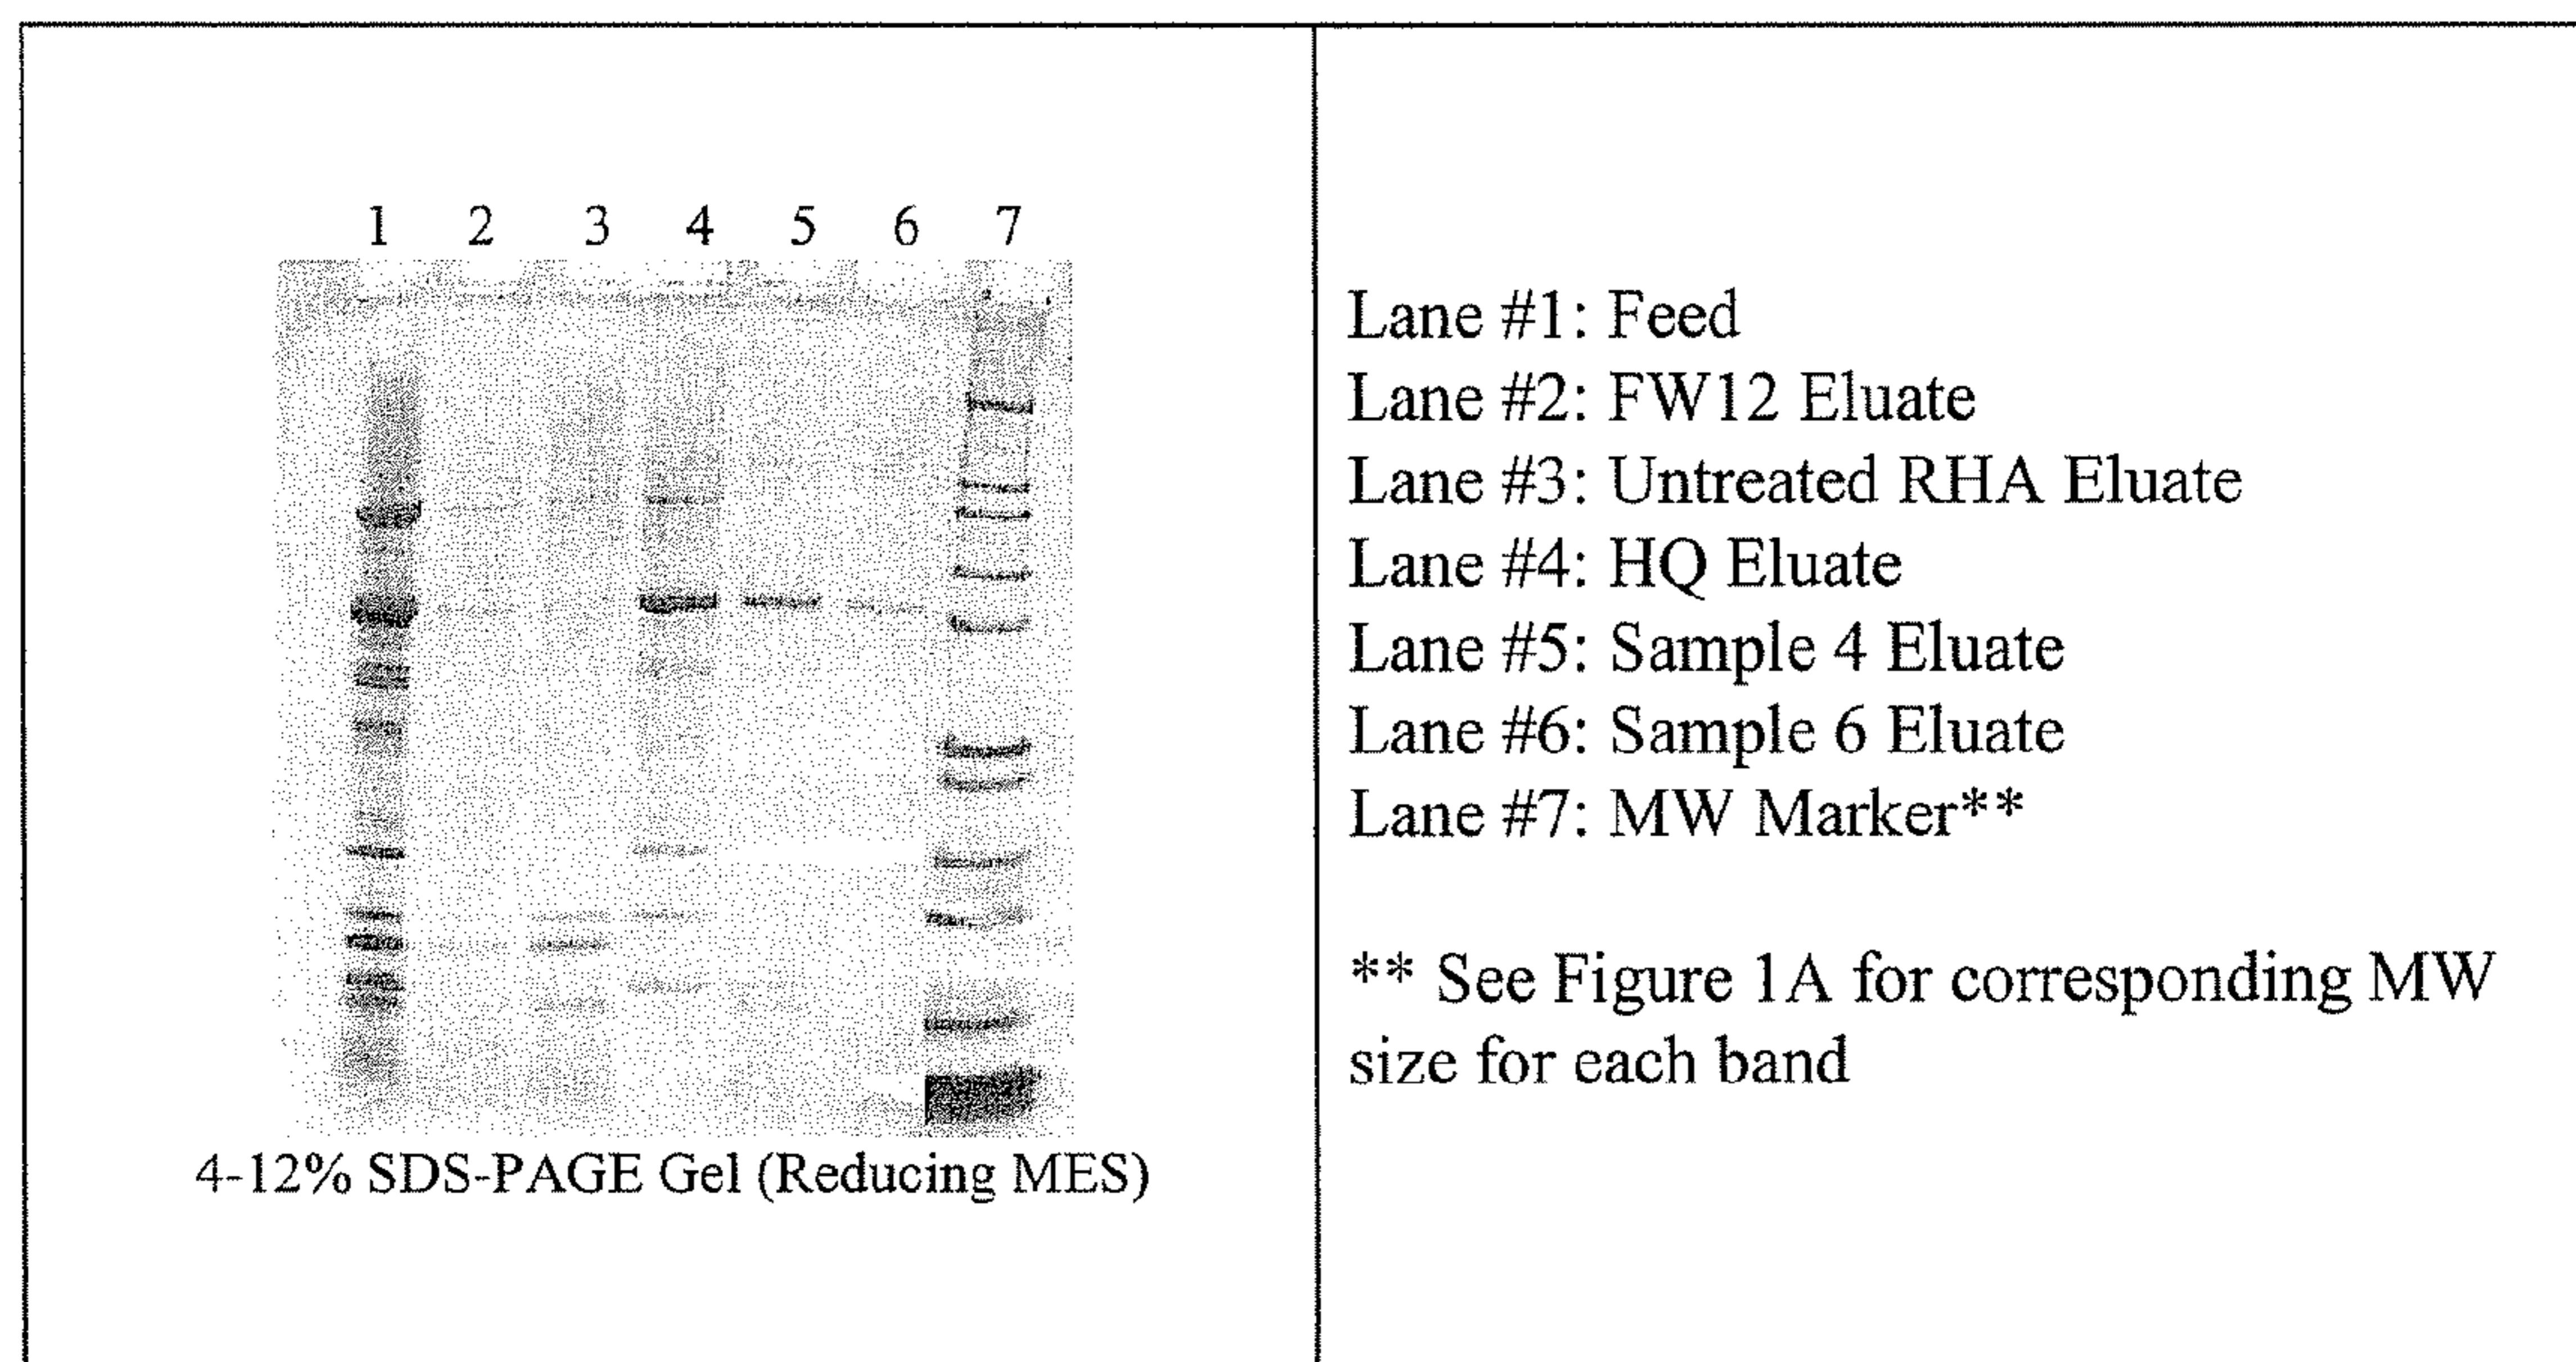 1 2 3 4 5 6 7
4-12% SDS-PAGE Gel (Reducing MES)
Lane #1: Feed
Lane #2: FW12 Eluate
Lane #3: Untreated RHA Eluate
Lane #4: HQ Eluate
Lane #5: Sample 4 Eluate
Lane #6: Sample 6 Eluate
Lane #7: MW Marker**
** See Figure 1A for corresponding MW
size for each band